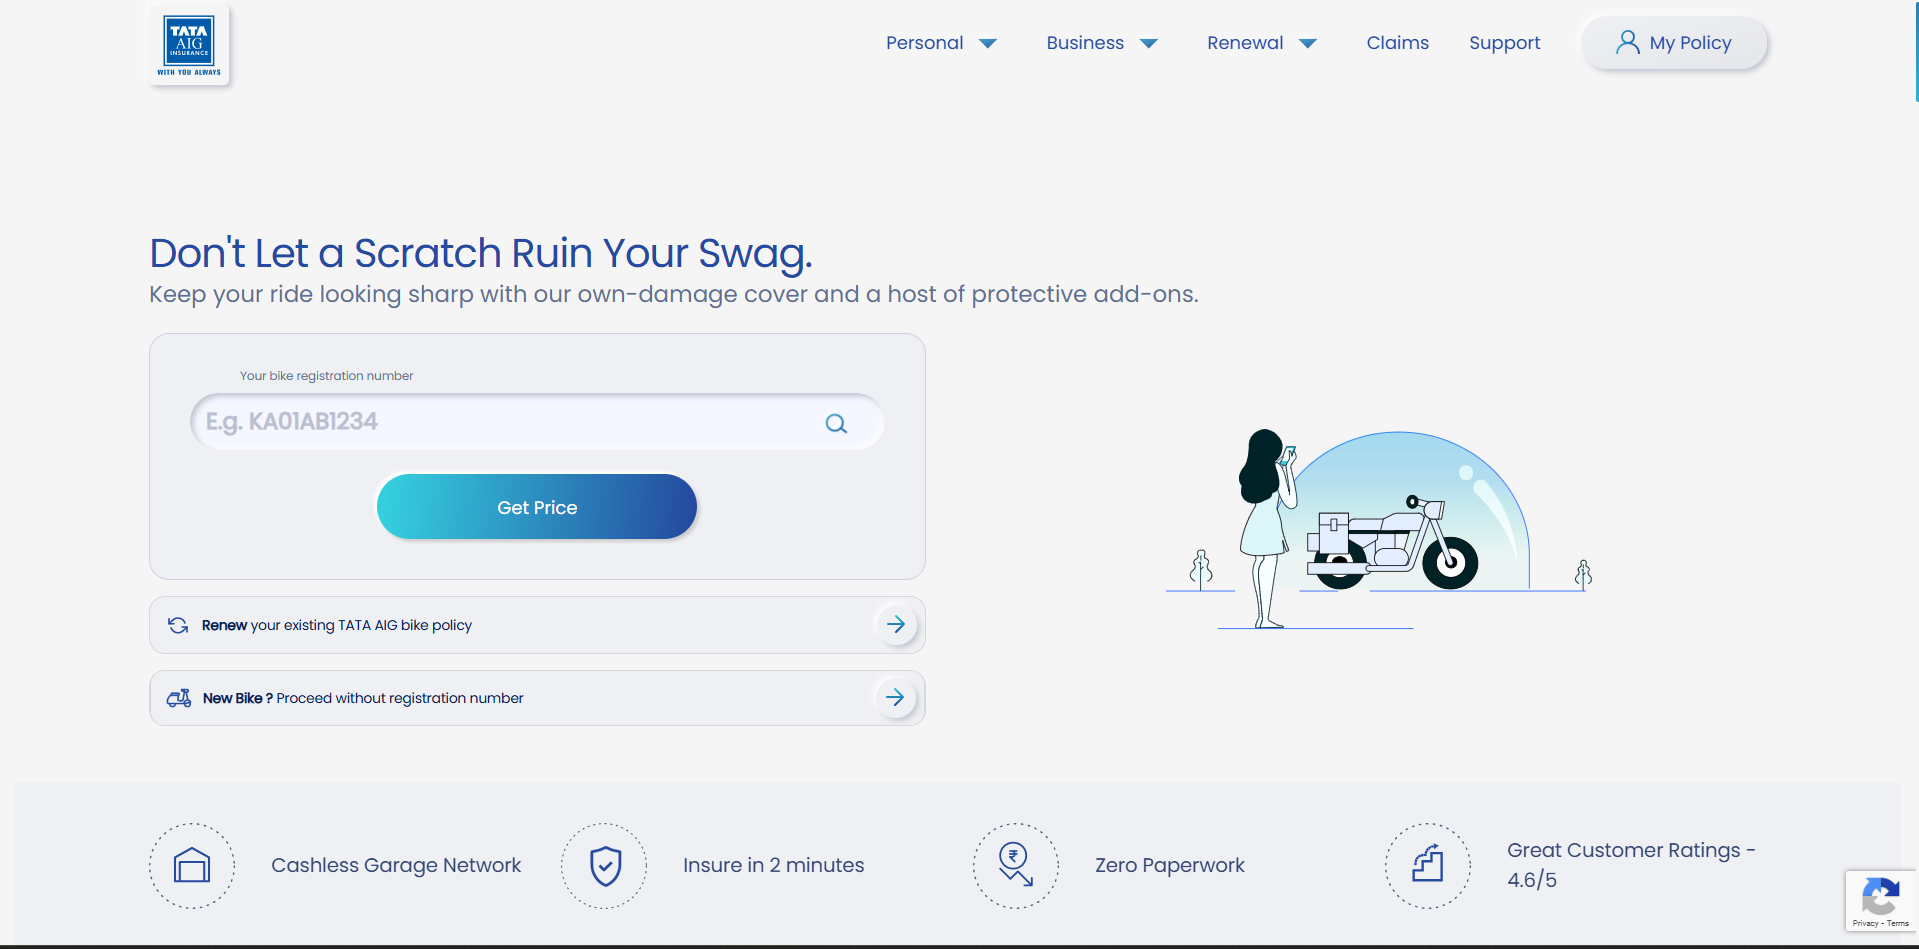 TATA
AIG
INSURANCE
WITH YOU ALWAYS
Personal
Business
Renewal
Claims
Support
My Policy
Don't Let a Scratch Ruin Your Swag.
Keep your ride looking sharp with our own-damage cover and a host of protective add-ons.
Your bike registration number
E.g. KA01AB1234
Get Price
Renew your existing TATA AIG bike policy
New Bike ? Proceed without registration number
Cashless Garage Network
Insure in 2 minutes
₹
Zero Paperwork
Great Customer Ratings -
4.6/5
Privacy - Terms